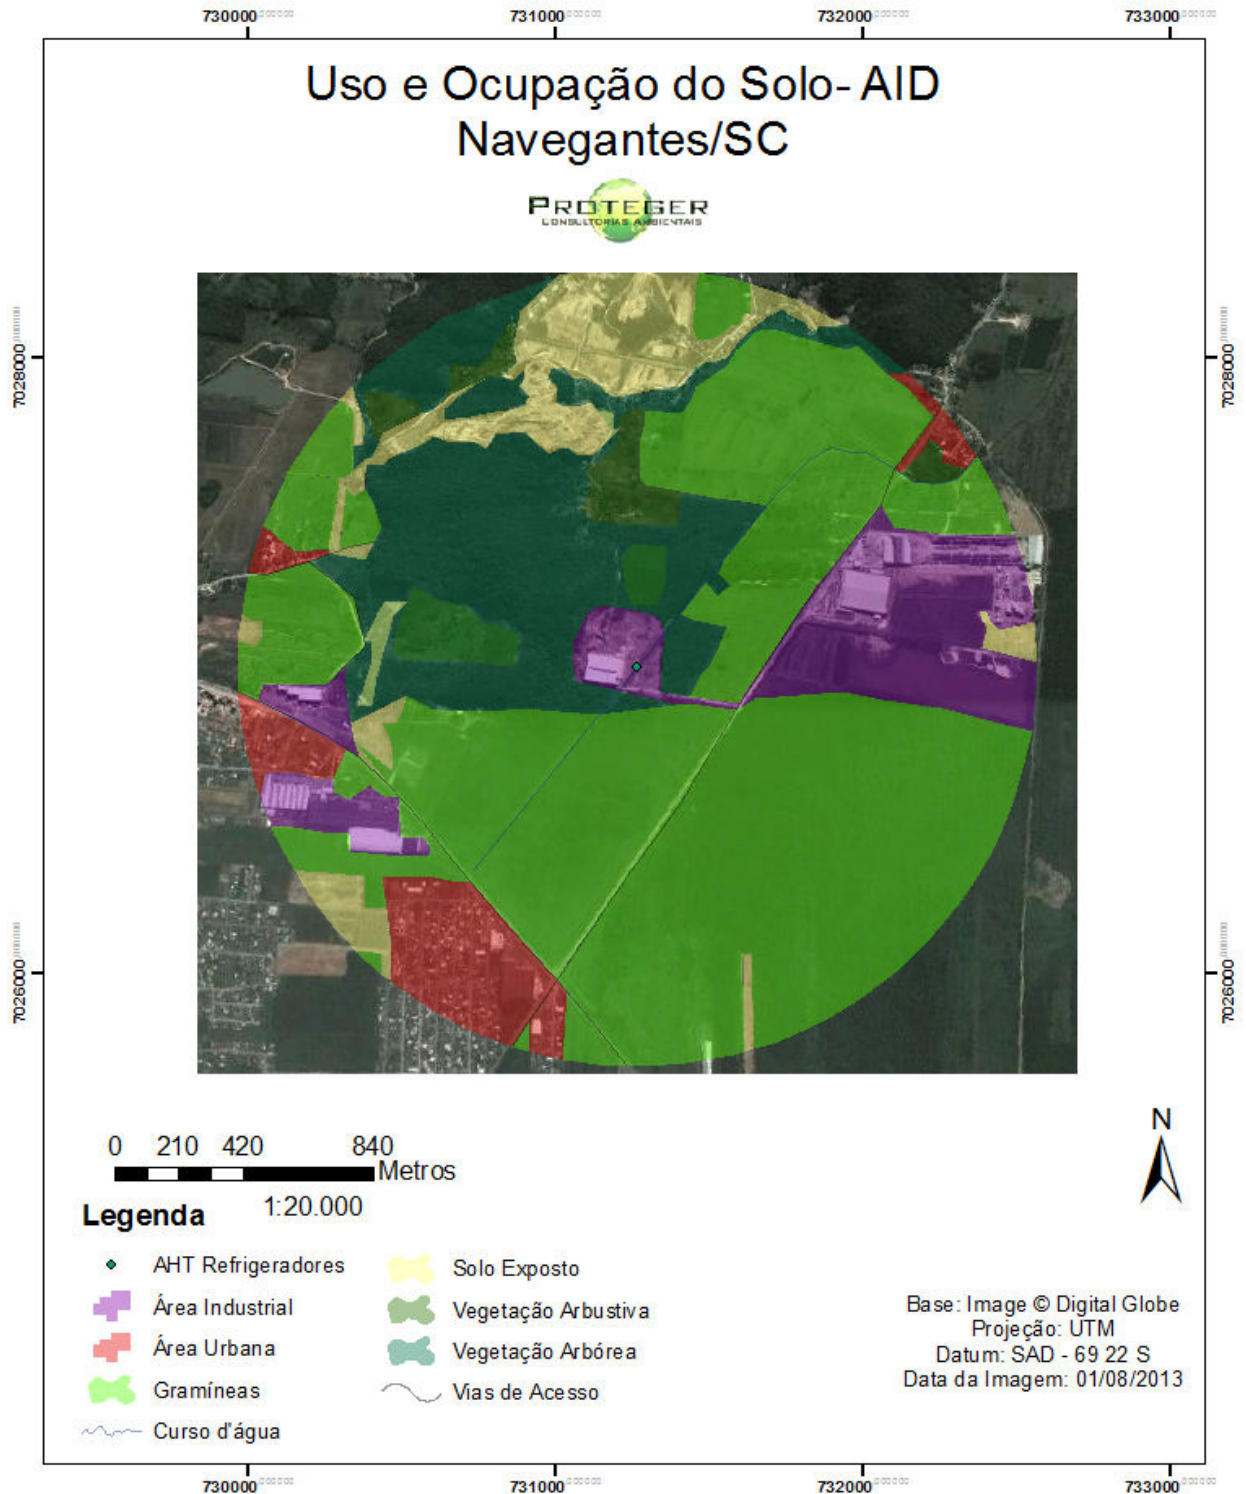 730000 731000 732000 733000
Uso e Ocupação do Solo- AID
Navegantes/SC
PROTEGER
CONSULTORIAS AMBIENTAIS
7028000 7028000
7026000 7026000
N
0 210 420 840
Metros
1:20.000
Legenda
AHT Refrigeradores
Área Industrial
Área Urbana
Gramíneas
Curso d'água
Solo Exposto
Vegetação Arbustiva
Vegetação Arbórea
Vias de Acesso
Base: Image © Digital Globe
Projeção: UTM
Datum: SAD - 69 22 S
Data da Imagem: 01/08/2013
730000 731000 732000 733000